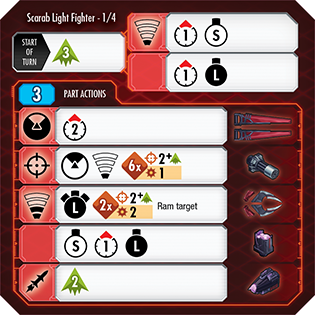 Scarab Light Fighter - 1/4
START OF TURN
3
1 S
1 L
3 PART ACTIONS
2
6x 2+ 1
L 2x 2+ 2 Ram target
S 1 L
2